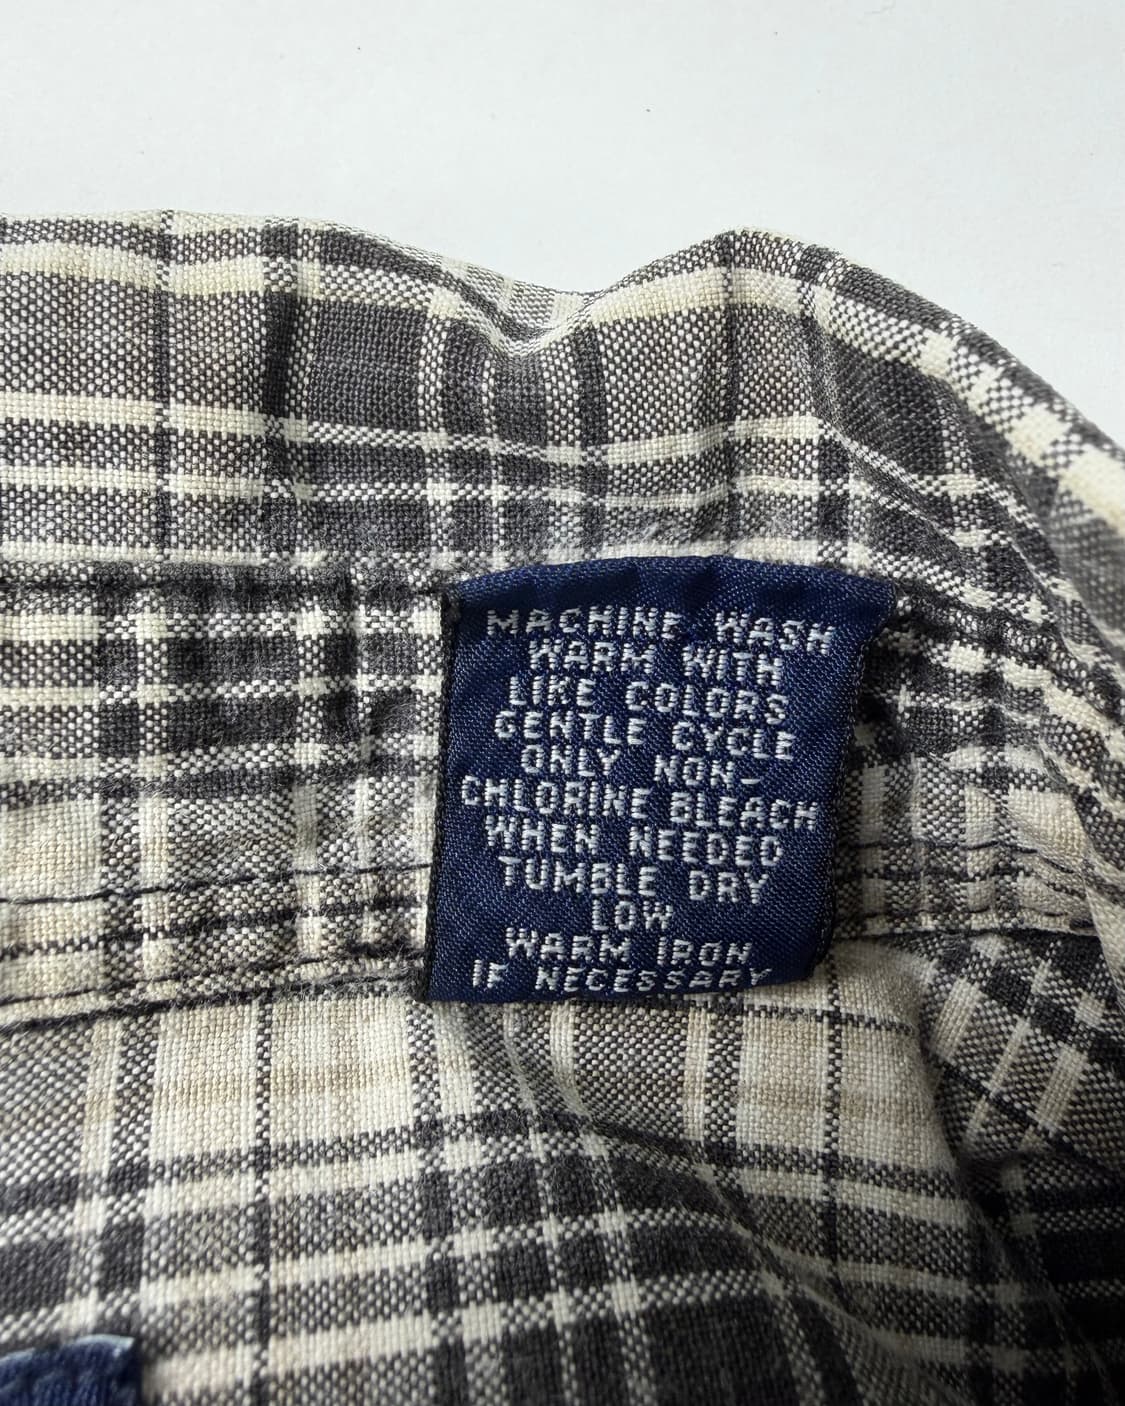 MACHINE WASH
WARM WITH
LIKE COLORS
GENTLE CYCLE
ONLY NON-
CHLORINE BLEACH
WHEN NEEDED
TUMBLE DRY
LOW
WARM IRON
IF NECESSARY